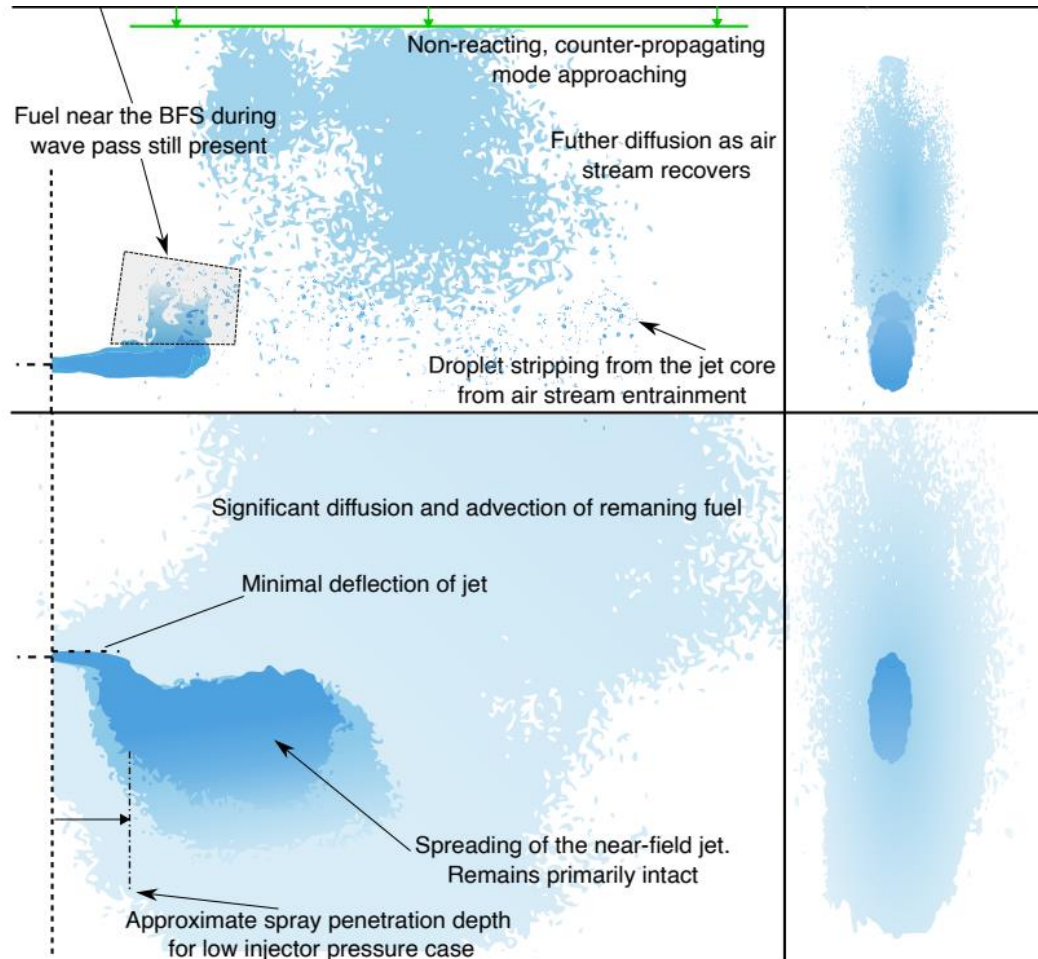 Non-reacting, counter-propagating
mode approaching
Fuel near the BFS during
wave pass still present
Futher diffusion as air
stream recovers
Droplet stripping from the jet core
from air stream entrainment
Significant diffusion and advection of remaning fuel
Minimal deflection of jet
Spreading of the near-field jet.
Remains primarily intact
Approximate spray penetration depth
for low injector pressure case